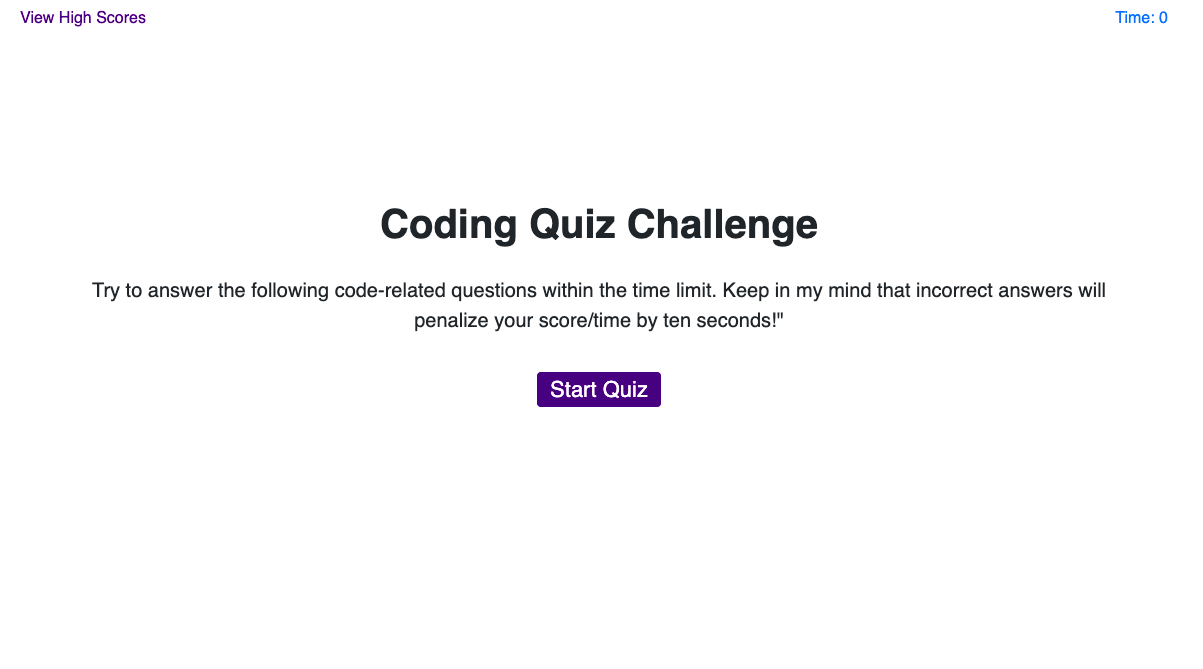 View High Scores
Time: 0
Coding Quiz Challenge
Try to answer the following code-related questions within the time limit. Keep in my mind that incorrect answers will
penalize your score/time by ten seconds!"
Start Quiz